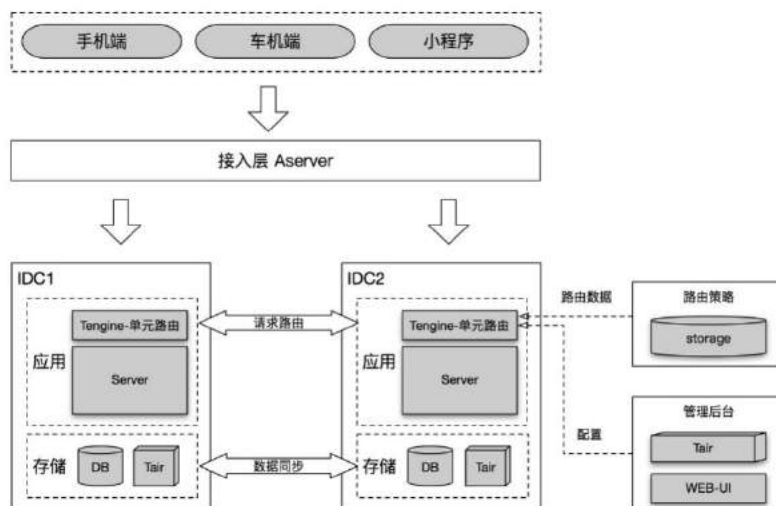 手机端
车机端
小程序
接入层 Aserver
IDC1
IDC2
Tengine-单元路由
请求路由
Tengine-单元路由
路由数据
路由策略
storage
应用
Server
应用
Server
管理后台
配置
Tair
WEB-UI
存储
DB
Tair
数据同步
存储
DB
Tair